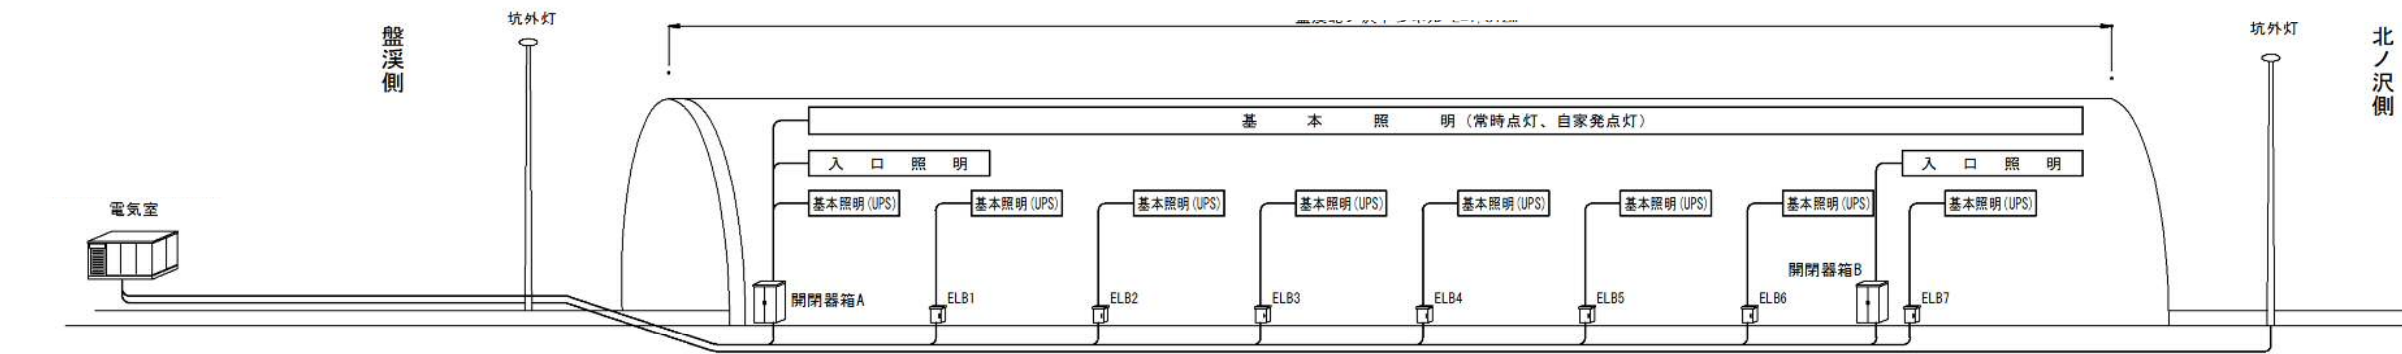 坑外灯
坑外灯
盤渓側
北ノ沢側
基本照明(常時点灯、自家発点灯)
入口照明
入口照明
基本照明(UPS)
基本照明(UPS)
基本照明(UPS)
基本照明(UPS)
基本照明(UPS)
基本照明(UPS)
基本照明(UPS)
基本照明(UPS)
電気室
開閉器箱B
開閉器箱A
ELB1
ELB2
ELB3
ELB4
ELB5
ELB6
ELB7